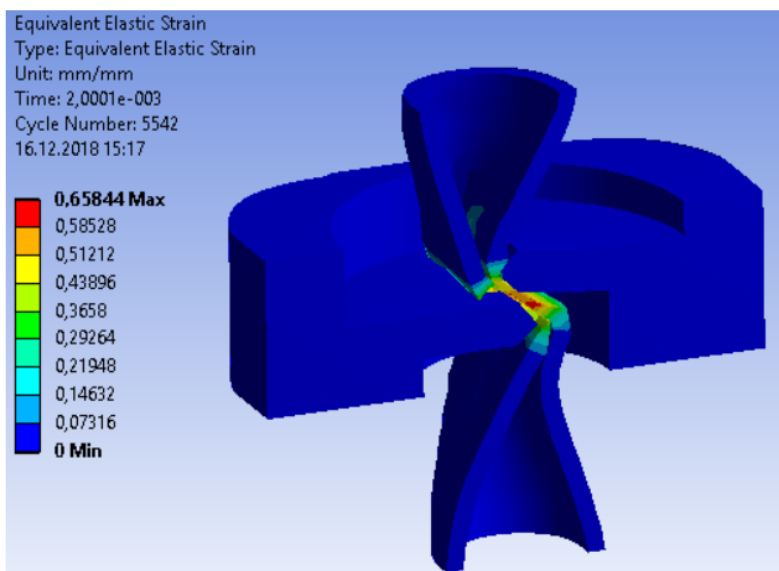 Equivalent Elastic Strain
Type: Equivalent Elastic Strain
Unit: mm/mm
Time: 2,0001e-003
Cycle Number: 5542
16.12.2018 15:17
0,65844 Max
0,58528
0,51212
0,43896
0,3658
0,29264
0,21948
0,14632
0,07316
0 Min